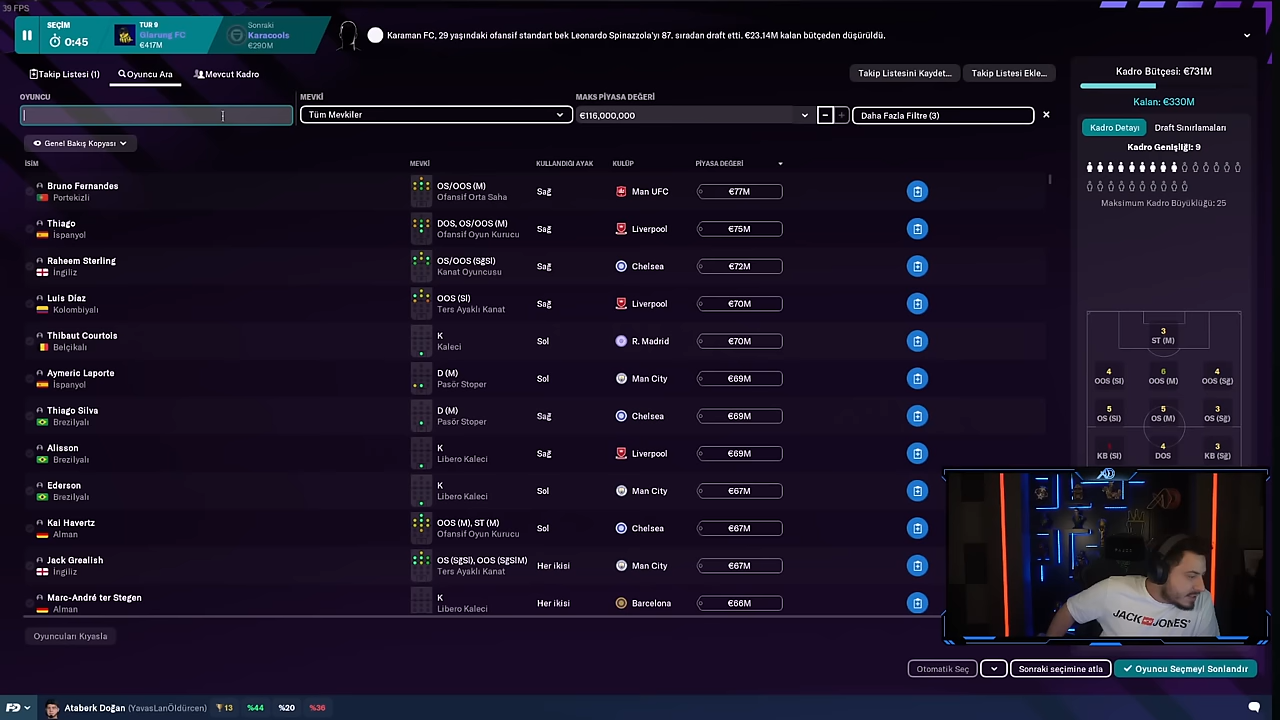 39 FPS
SEÇİM
0:45
TUR 9
Glarung FC
€417M
Sonraki
Karacools
€290M
Karaman FC, 29 yaşındaki ofansif standart bek Leonardo Spinazzola'yı 87. sıradan draft etti. €23.14M kalan bütçeden düşürüldü.
Takip Listesi (1)
Oyuncu Ara
Mevcut Kadro
Takip Listesini Kaydet...
Takip Listesi Ekle...
OYUNCU
MEVKİ
MAKS PİYASA DEĞERİ
Tüm Mevkiler
€116,000,000
Daha Fazla Filtre (3)
Genel Bakış Kopyası
İSİM
MEVKİ
KULLANDIĞI AYAK
KULÜP
PİYASA DEĞERİ
Bruno Fernandes
Portekizli
OS/OOS (M)
Ofansif Orta Saha
Sağ
Man UFC
€77M
Thiago
İspanyol
DOS, OS/OOS (M)
Ofansif Oyun Kurucu
Sağ
Liverpool
€75M
Raheem Sterling
İngiliz
OS/OOS (SğSl)
Kanat Oyuncusu
Sağ
Chelsea
€72M
Luis Díaz
Kolombiyalı
OOS (Sl)
Ters Ayaklı Kanat
Sağ
Liverpool
€70M
Thibaut Courtois
Belçikalı
K
Kaleci
Sol
R. Madrid
€70M
Aymeric Laporte
İspanyol
D (M)
Pasör Stoper
Sol
Man City
€69M
Thiago Silva
Brezilyalı
D (M)
Pasör Stoper
Sağ
Chelsea
€69M
Alisson
Brezilyalı
K
Libero Kaleci
Sağ
Liverpool
€69M
Ederson
Brezilyalı
K
Libero Kaleci
Sol
Man City
€67M
Kai Havertz
Alman
OOS (M), ST (M)
Ofansif Oyun Kurucu
Sol
Chelsea
€67M
Jack Grealish
İngiliz
OS (SğSl), OOS (SğSlM)
Ters Ayaklı Kanat
Her ikisi
Man City
€67M
Marc-André ter Stegen
Alman
K
Libero Kaleci
Her ikisi
Barcelona
€66M
Oyuncuları Kıyasla
Kadro Bütçesi: €731M
Kalan: €330M
Kadro Detayı
Draft Sınırlamaları
Kadro Genişliği: 9
Maksimum Kadro Büyüklüğü: 25
3
ST (M)
4
OOS (Sl)
6
OOS (M)
4
OOS (Sğ)
5
OS (Sl)
5
OS (M)
3
OS (Sğ)
3
KB (Sl)
4
DOS
3
KB (Sğ)
JACK JONES
Otomatik Seç
Sonraki seçimine atla
Oyuncu Seçmeyi Sonlandır
FD
Ataberk Doğan (YavasLanÖldürcen)
13
%44
%20
%36